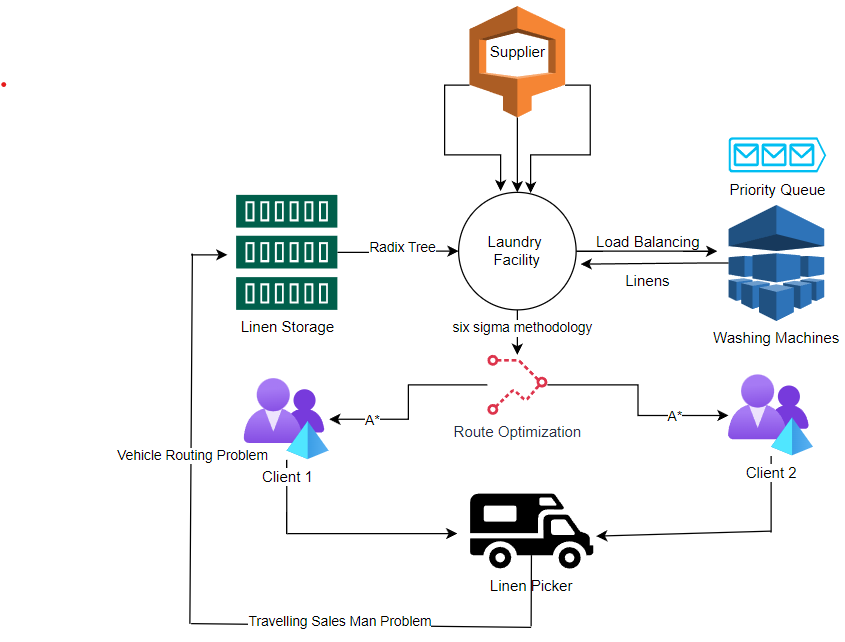 Supplier
Priority Queue
Laundry
Facility
Radix Tree
Load Balancing
Linens
Linen Storage
six sigma methodology
Washing Machines
A*
A*
Route Optimization
Vehicle Routing Problem
Client 1
Client 2
Linen Picker
Travelling Sales Man Problem